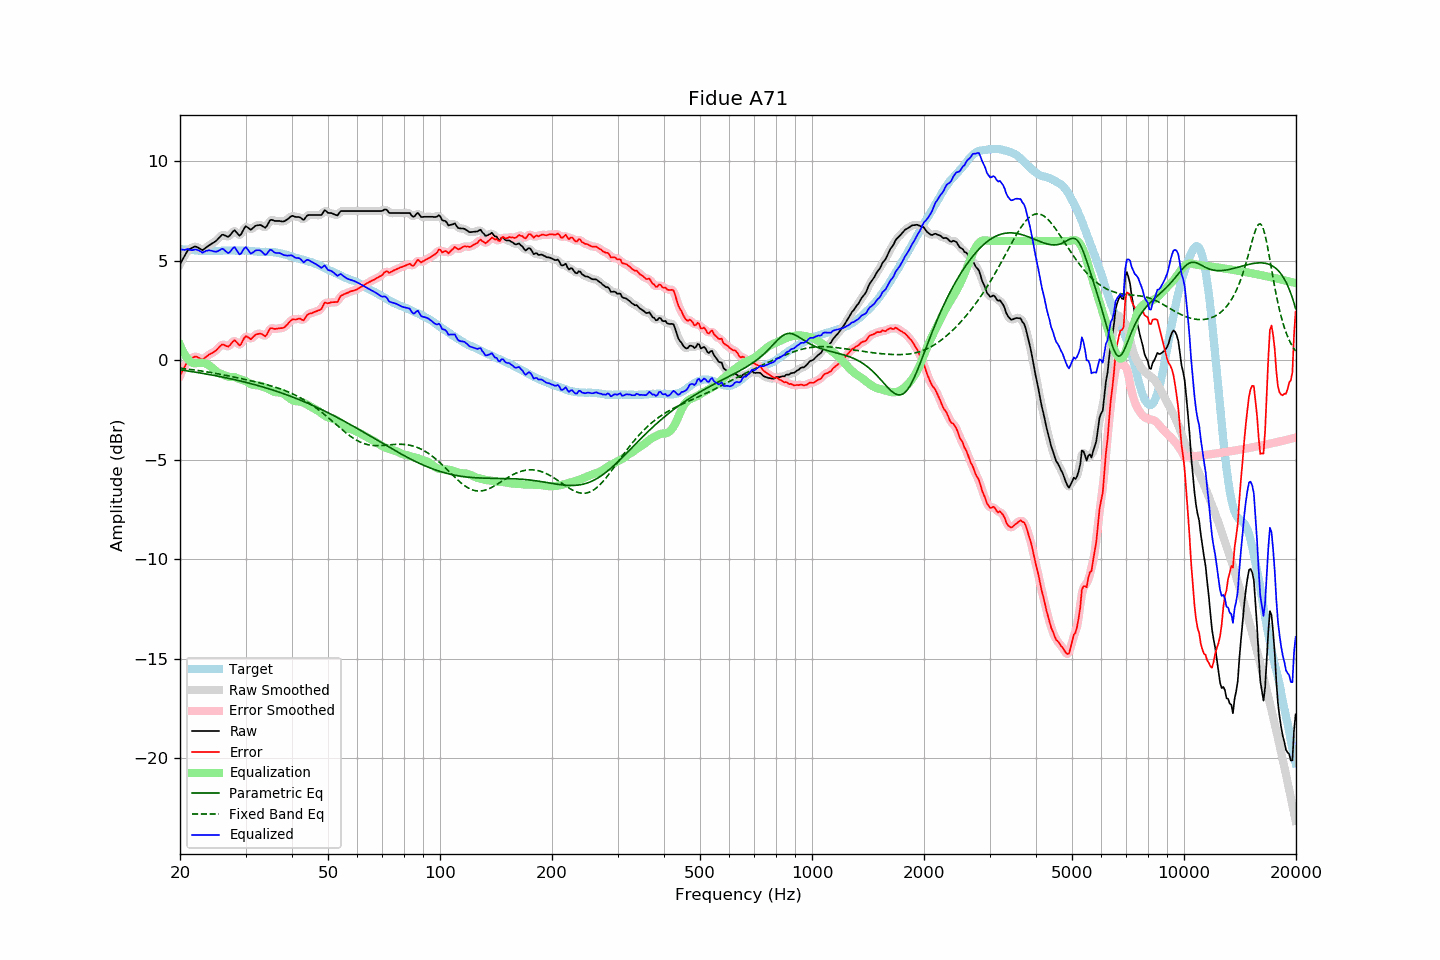 Fidue A71
Amplitude (dBr)
10
5
0
−5
−10
−15
−20
Target
Raw Smoothed
Error Smoothed
Raw
Error
Equalization
Parametric Eq
Fixed Band Eq
Equalized
20 50 100 200 500 1000 2000 5000 10000 20000
Frequency (Hz)